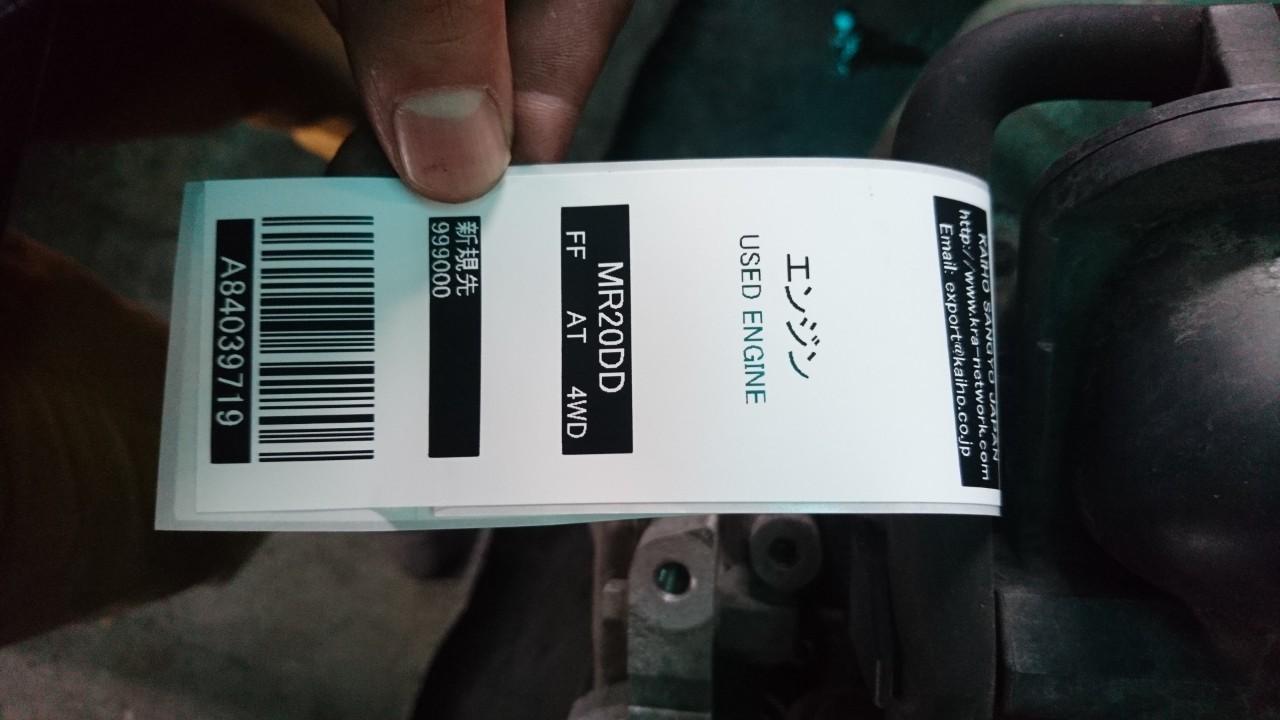 KAIHO SANGYO JAPAN
http://www.kra-network.com
Email: export@kaiho.co.jp
エンジン
USED ENGINE
MR20DD
FF AT 4WD
新規先
999000
A84039719